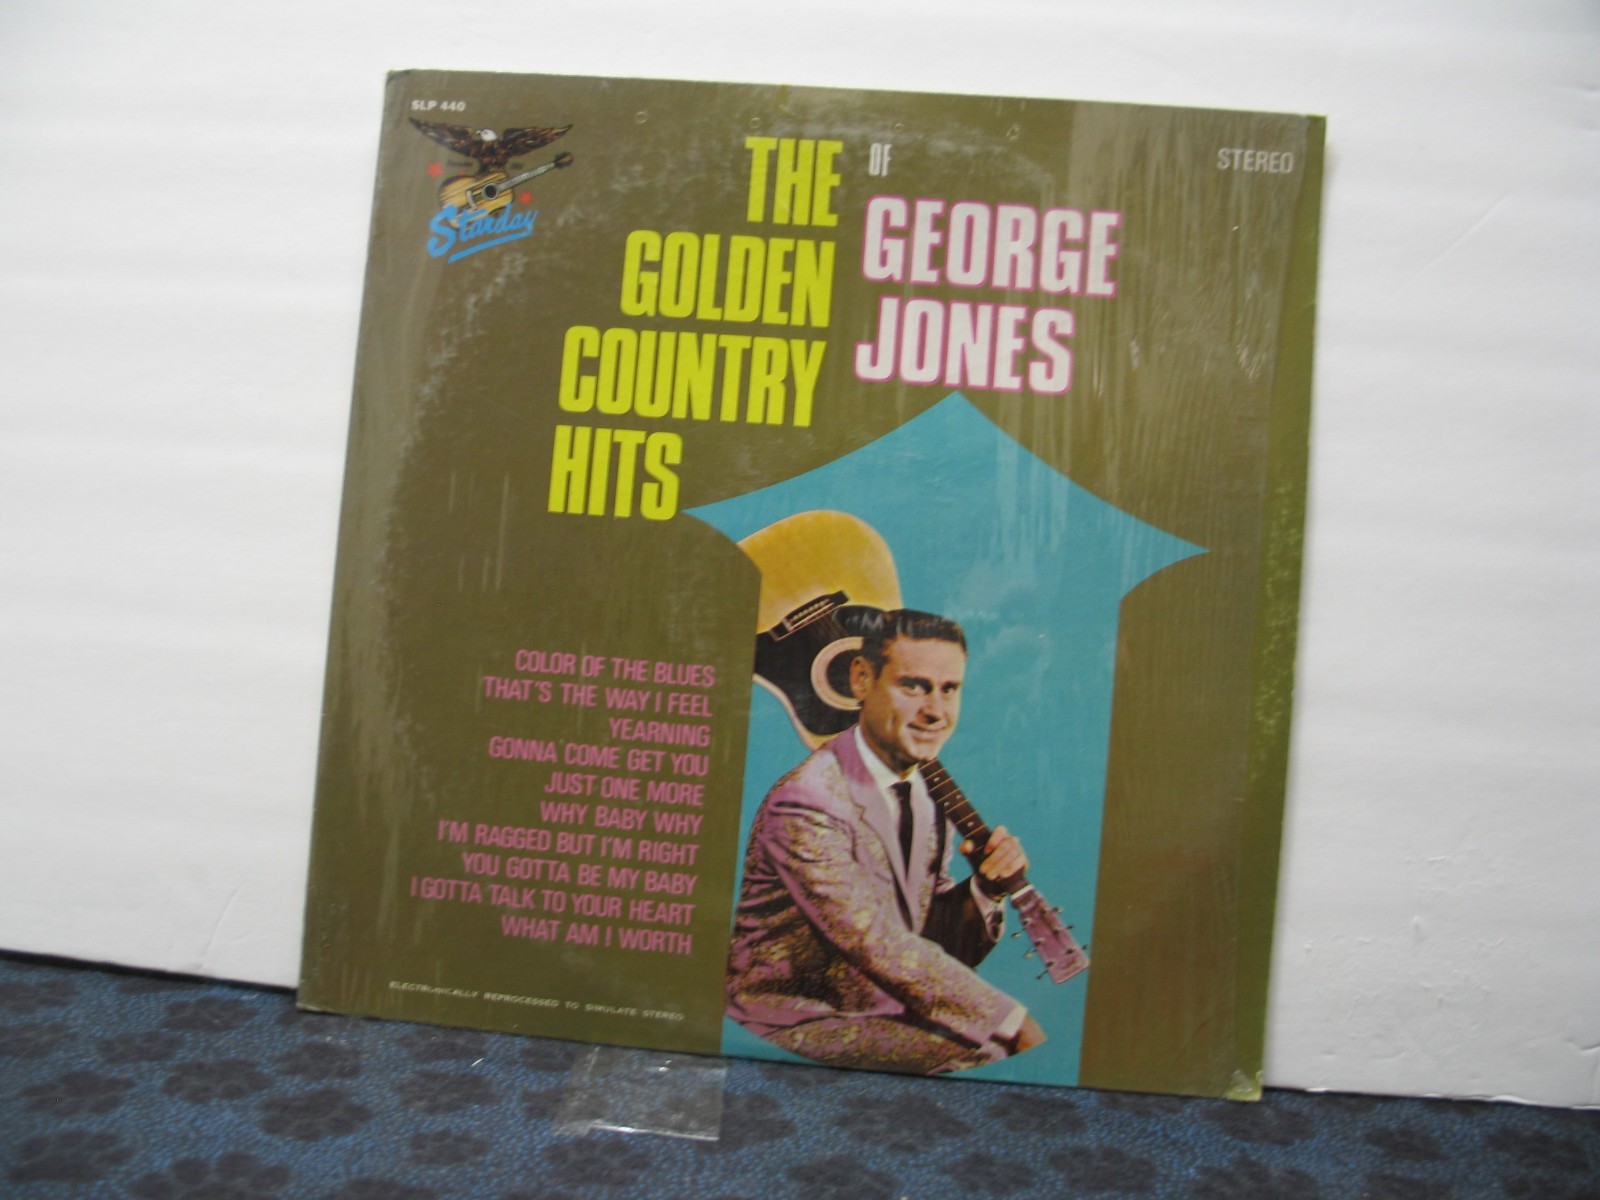 SLP 440
Starday
STEREO
THE
GOLDEN
COUNTRY
HITS
OF
GEORGE
JONES
COLOR OF THE BLUES
THAT'S THE WAY I FEEL
YEARNING
GONNA COME GET YOU
JUST ONE MORE
WHY BABY WHY
I'M RAGGED BUT I'M RIGHT
YOU GOTTA BE MY BABY
I GOTTA TALK TO YOUR HEART
WHAT AM I WORTH
ELECTRONICALLY REPROCESSED TO SIMULATE STEREO